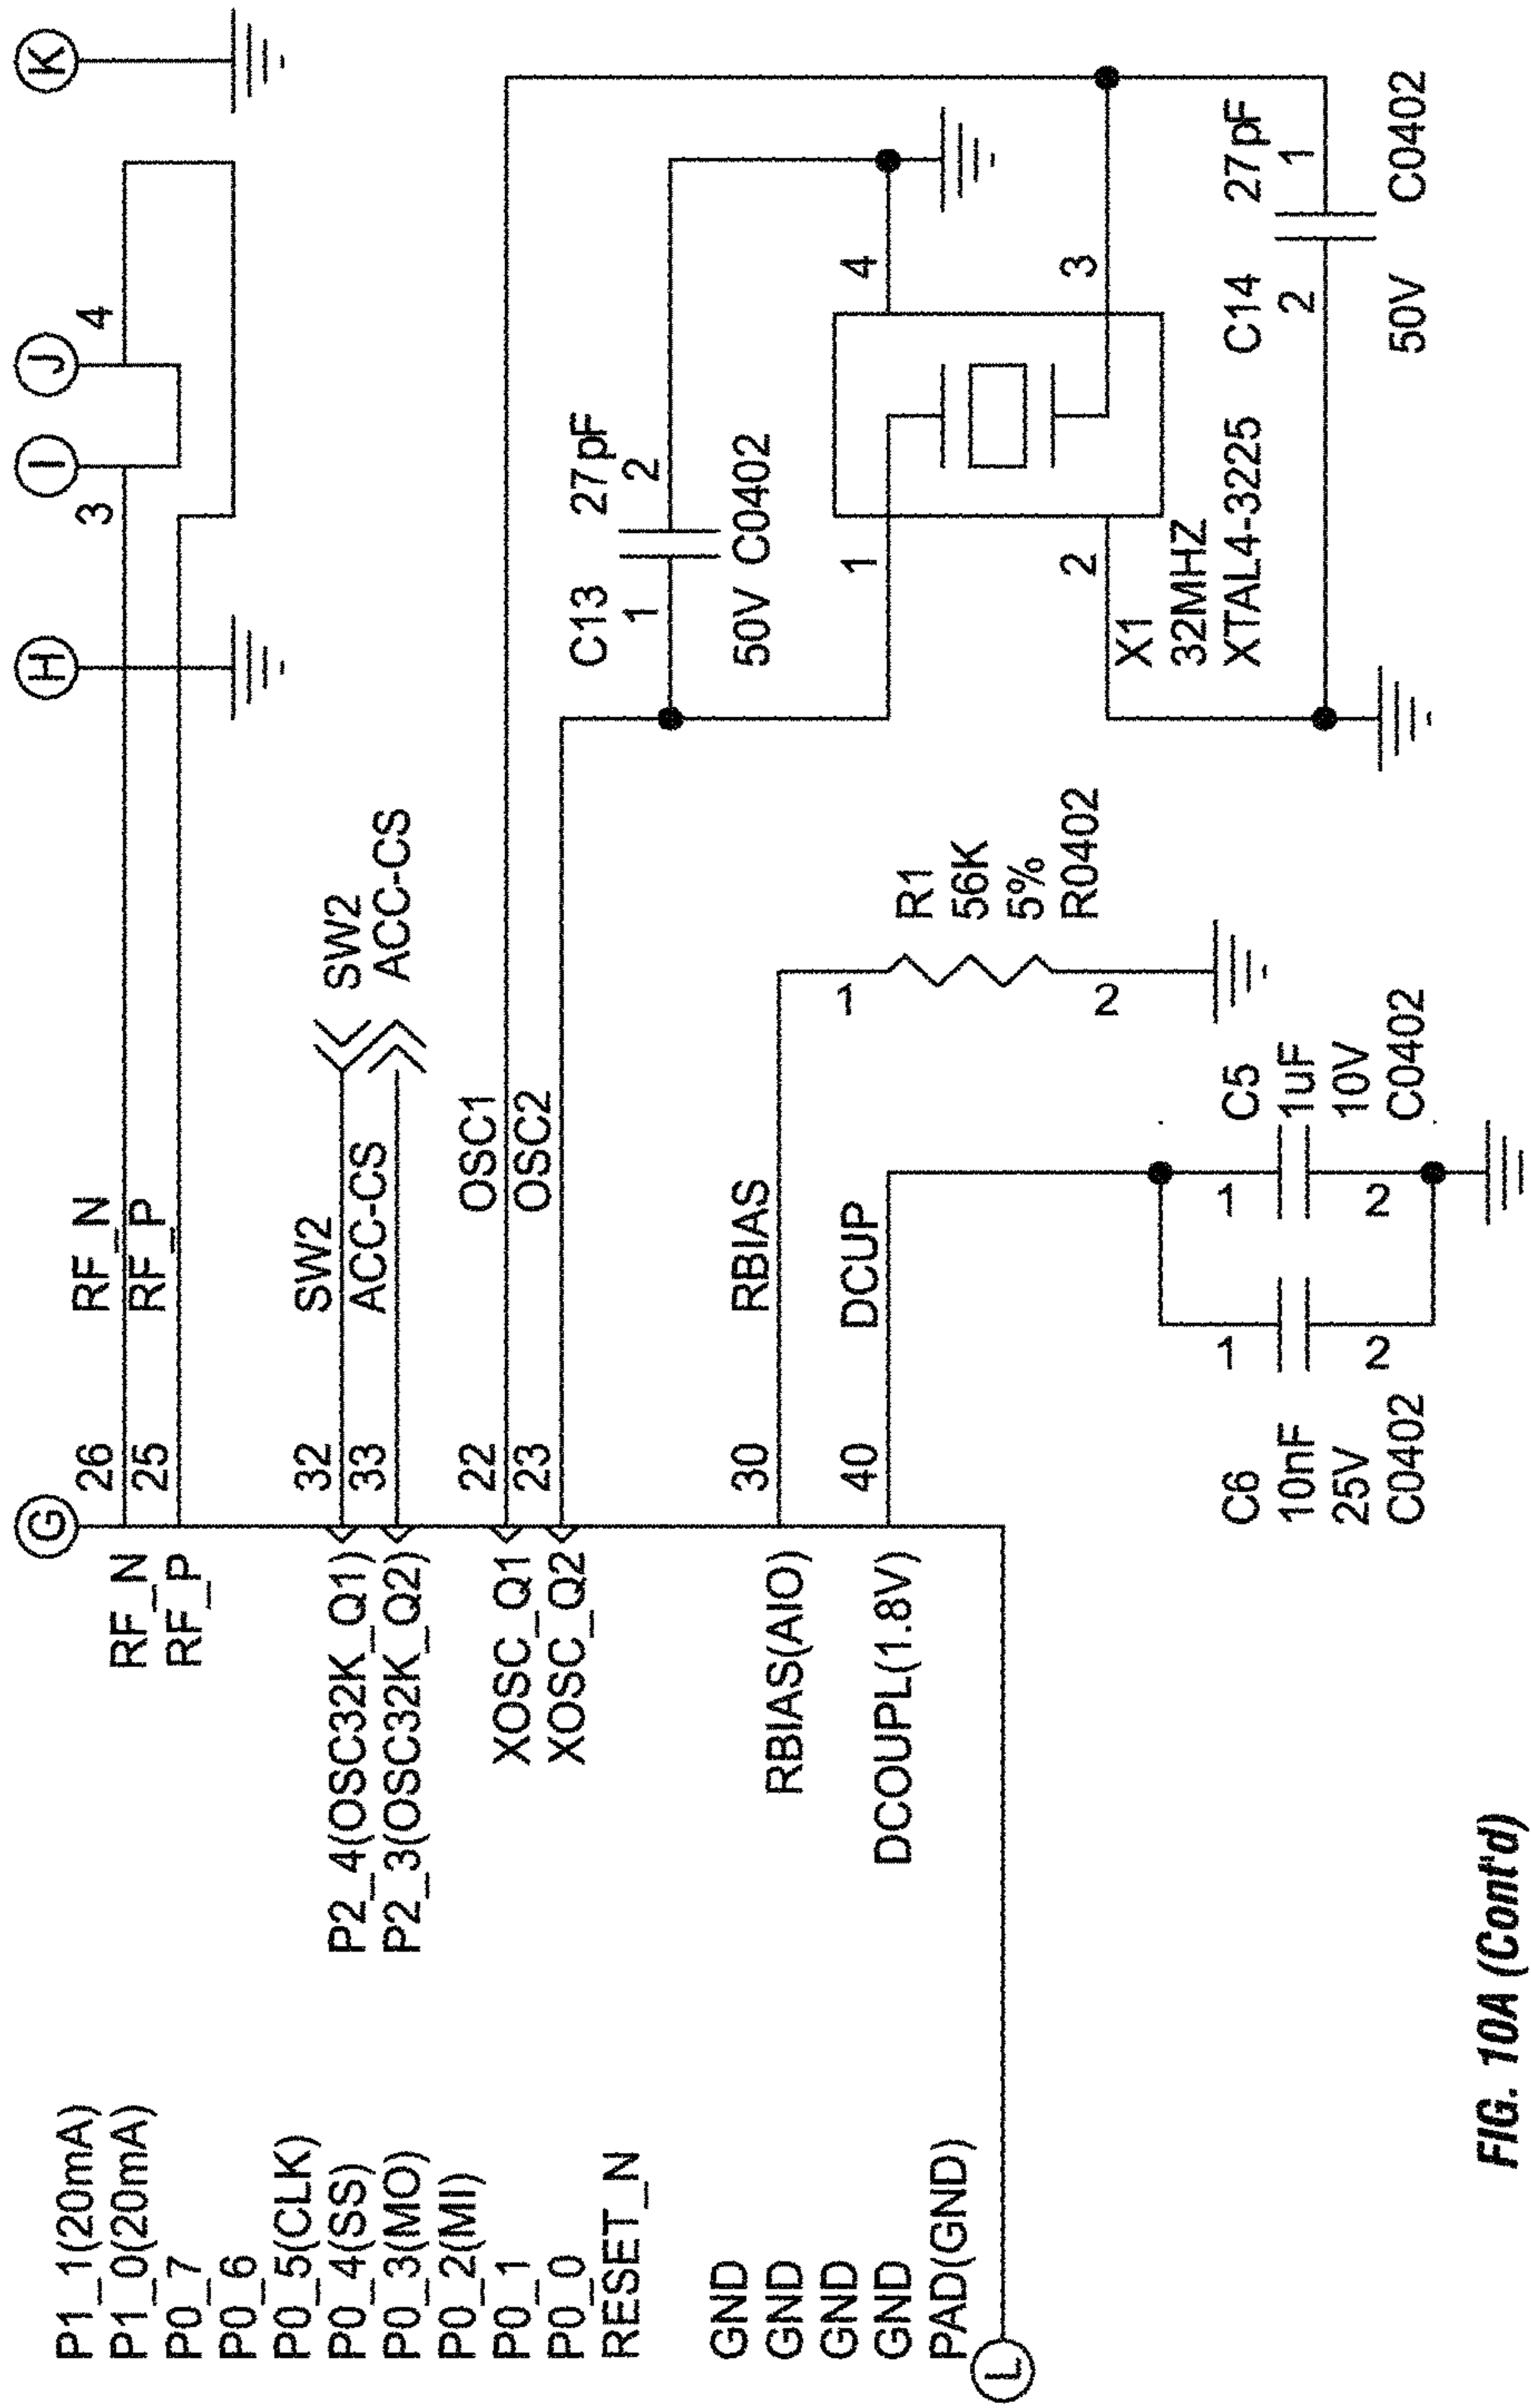 P1_1(20mA)
P1_0(20mA)
P0_7
P0_6
P0_5(CLK)
P0_4(SS)
P0_3(MO)
P0_2(MI)
P0_1
P0_0
RESET_N
GND
GND
GND
GND
PAD(GND)
L
G
RF_N
RF_P
P2_4(OSC32K_Q1)
P2_3(OSC32K_Q2)
XOSC_Q1
XOSC_Q2
RBIAS(AIO)
DCOUPL(1.8V)
26
25
32
33
22
23
30
40
RF_N
RF_P
SW2
ACC-CS
OSC1
OSC2
RBIAS
DCUP
SW2
ACC-CS
H
I
J
K
3
4
C13 27pF
1 2
50V C0402
1
4
2
3
X1
32MHZ
XTAL4-3225
C14 27pF
2 1
50V C0402
R1
56K
5%
R0402
1
2
C5
1uF
10V
C0402
1
2
C6
10nF
25V
C0402
1
2
FIG. 10A (Cont'd)